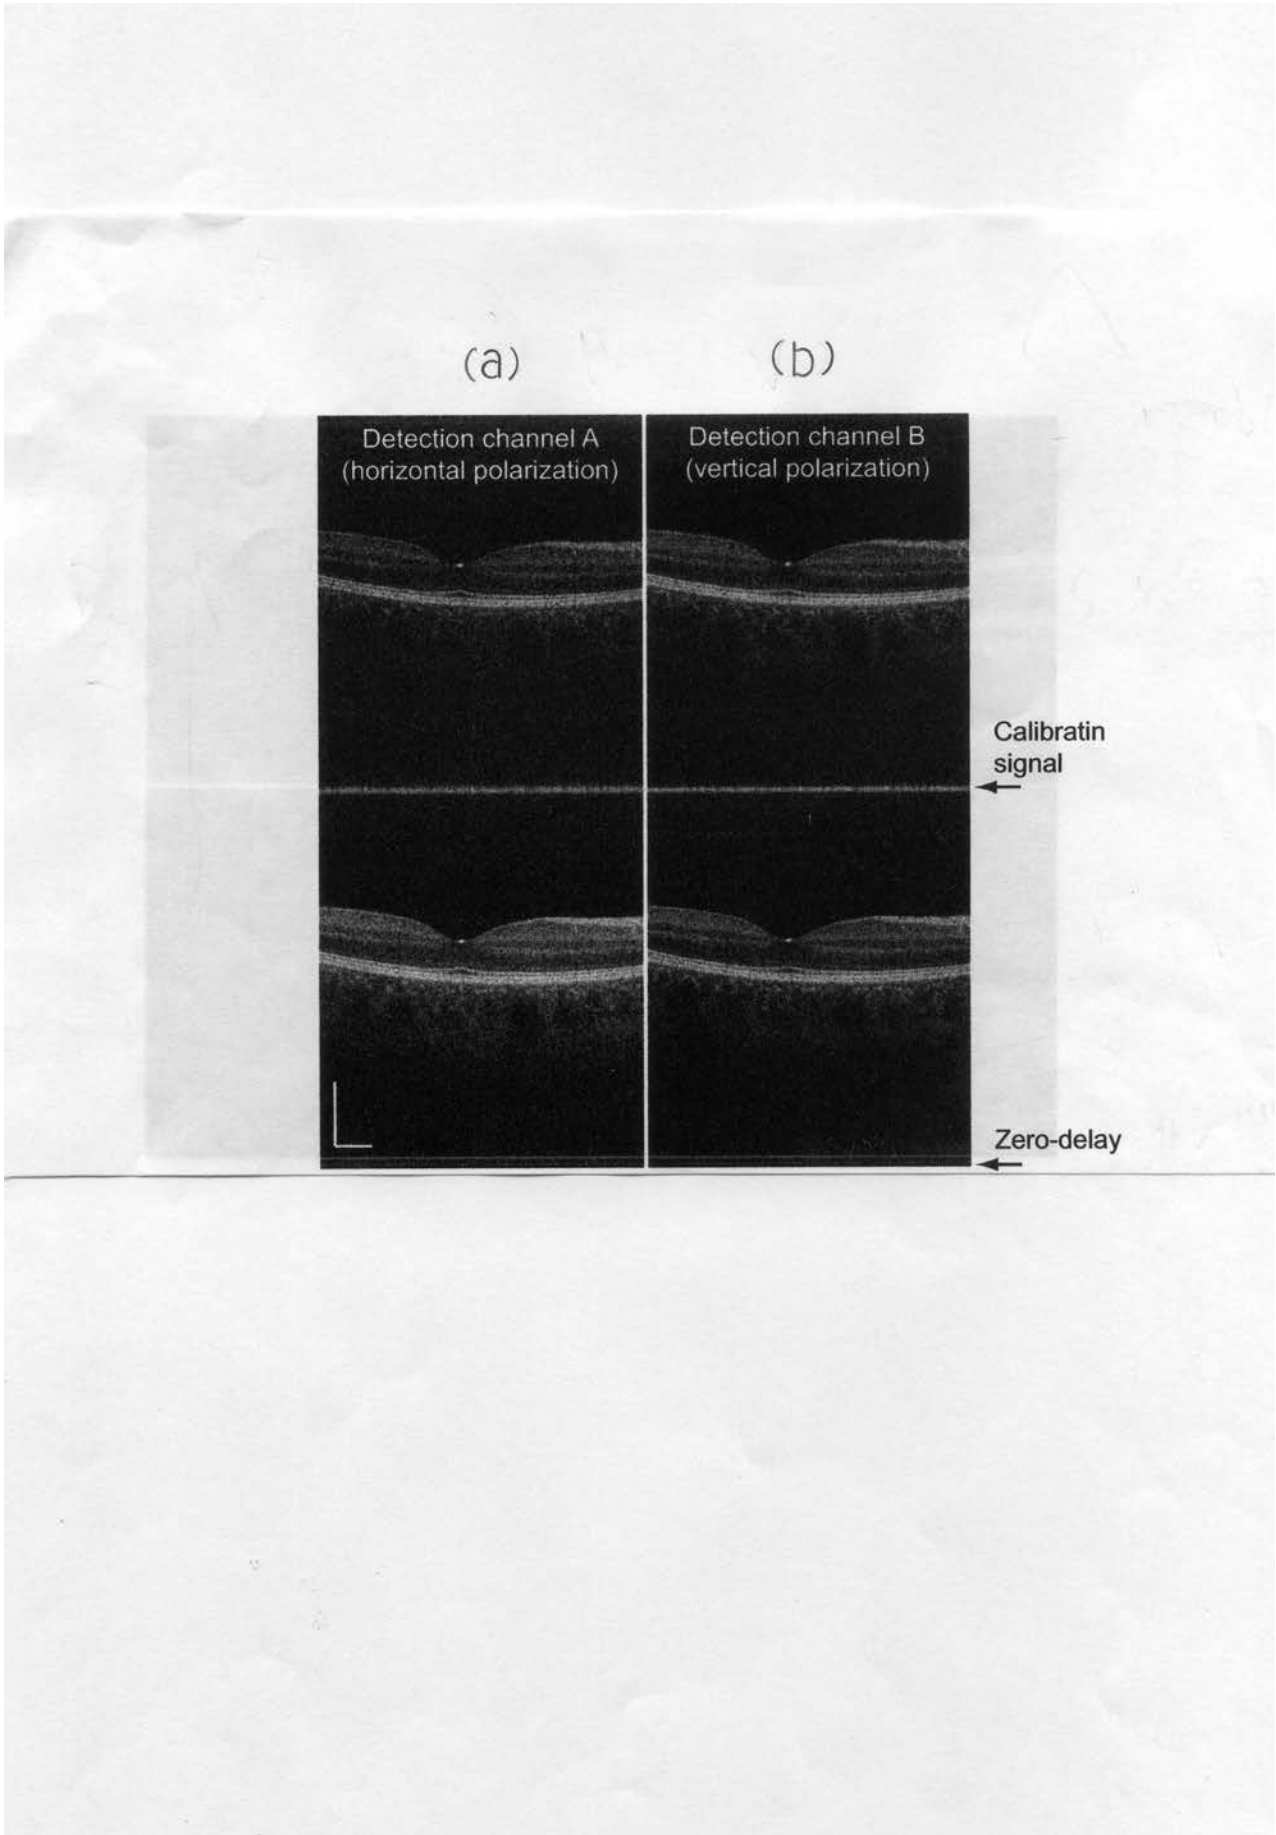 (a)
(b)
Detection channel A
(horizontal polarization)
Detection channel B
(vertical polarization)
Calibratin
signal
Zero-delay